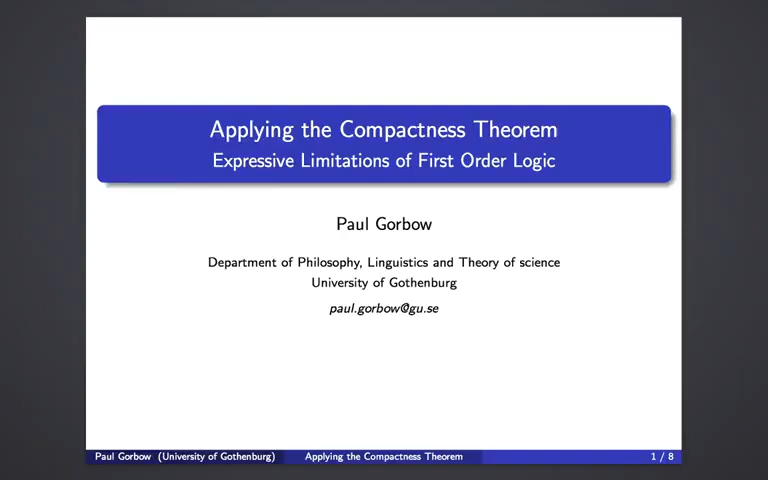 Applying the Compactness Theorem
Expressive Limitations of First Order Logic
Paul Gorbow
Department of Philosophy, Linguistics and Theory of science
University of Gothenburg
paul.gorbow@gu.se
Paul Gorbow (University of Gothenburg) Applying the Compactness Theorem 1 / 8